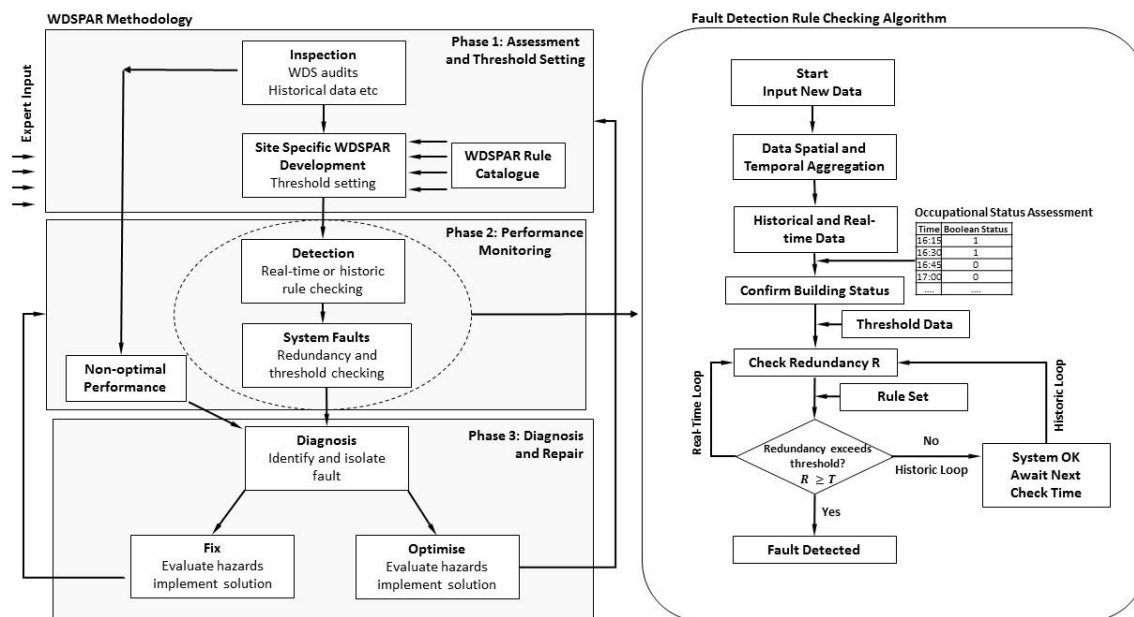 WDSPAR Methodology
Expert Input
Phase 1: Assessment
and Threshold Setting
Inspection
WDS audits
Historical data etc
Site Specific WDSPAR
Development
Threshold setting
WDSPAR Rule
Catalogue
Phase 2: Performance
Monitoring
Detection
Real-time or historic
rule checking
System Faults
Redundancy and
threshold checking
Non-optimal
Performance
Phase 3: Diagnosis
and Repair
Diagnosis
Identify and isolate
fault
Fix
Evaluate hazards
implement solution
Optimise
Evaluate hazards
implement solution
Fault Detection Rule Checking Algorithm
Start
Input New Data
Data Spatial and
Temporal Aggregation
Historical and Real-
time Data
Occupational Status Assessment
Time Boolean Status
16:15 1
16:30 1
16:45 0
17:00 0
.... ....
Confirm Building Status
Threshold Data
Check Redundancy R
Rule Set
Real-Time Loop
Historic Loop
Redundancy exceeds
threshold?
R ≥ T
No
Historic Loop
System OK
Await Next
Check Time
Yes
Fault Detected